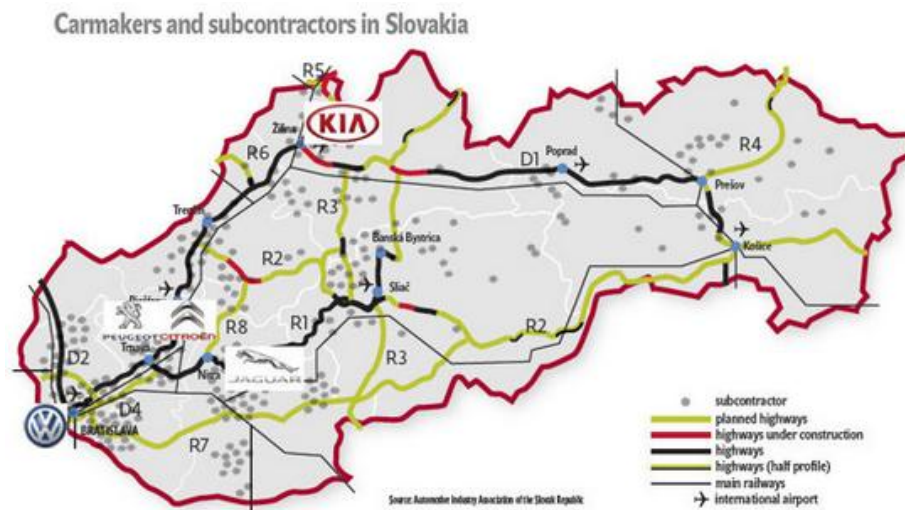 Carmakers and subcontractors in Slovakia
R5
KIA
Žilina
R6
R4
D1
Poprad
Prešov
R3
Trenčín
Banská Bystrica
Košice
R2
Sliač
PEUGEOT CITROËN
R8
R1
R2
Trnava
D2
Nitra
JAGUAR
R3
D4
BRATISLAVA
R7
subcontractor
planned highways
highways under construction
highways
highways (half profile)
main railways
international airport
Source: Automotive Industry Association of the Slovak Republic